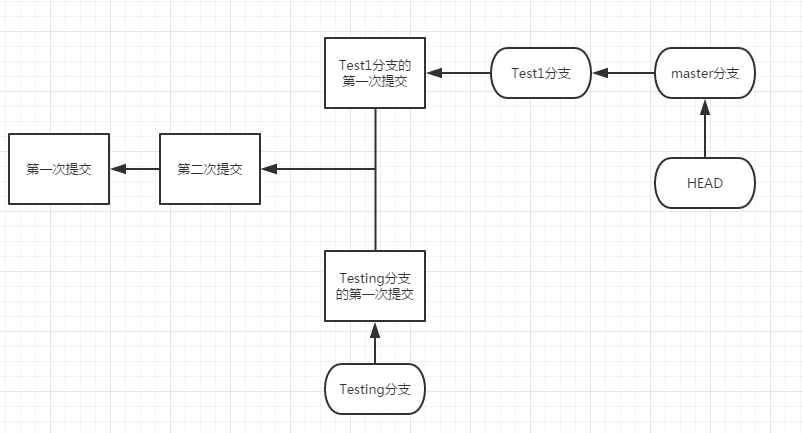 Test1分支的
第一次提交
Test1分支
master分支
第一次提交
第二次提交
HEAD
Testing分支
的第一次提交
Testing分支